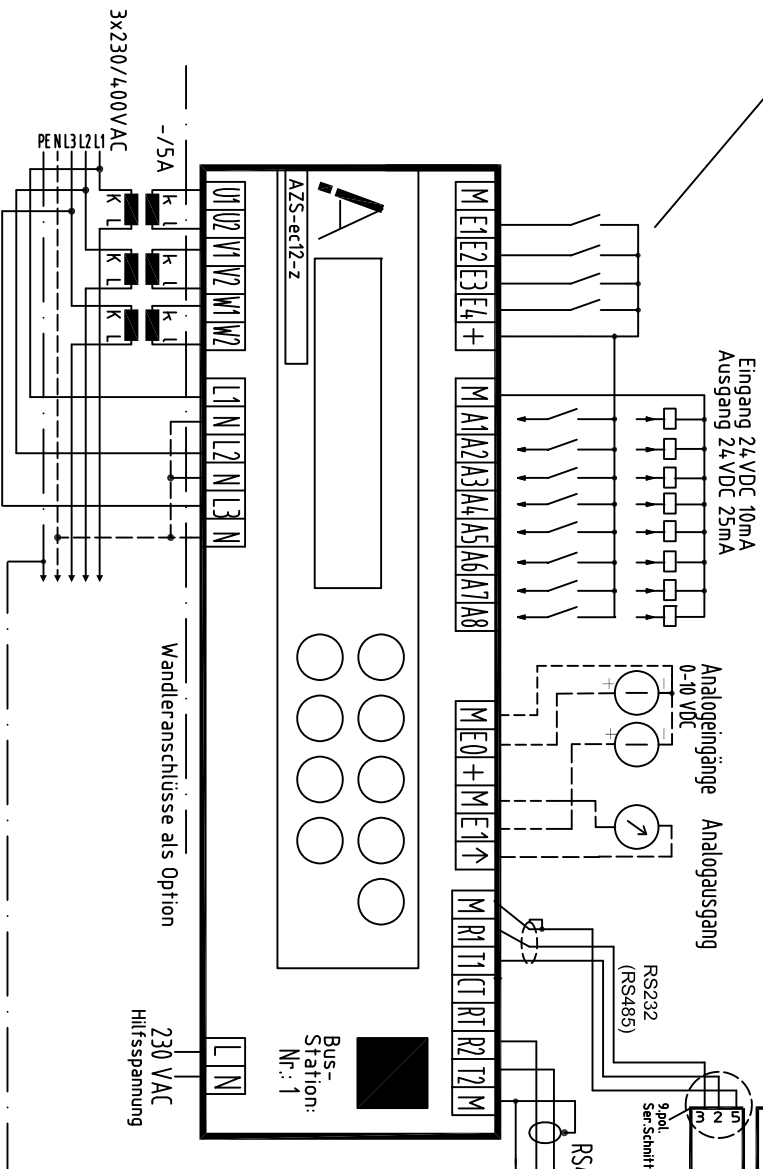 3x230/400VAC
PE N L3 L2 L1
-/5A
k l
K L
k l
K L
k l
K L
U1 U2 V1 V2 W1 W2
L1 N L2 N L3 N
Wandleranschlüsse als Option
230 VAC
Hilfsspannung
L N
AZS-ec12-z
Bus-
Station:
Nr.: 1
M E1 E2 E3 E4 +
M A1 A2 A3 A4 A5 A6 A7 A8
M E0 + M E1 ↑
M R1 T1 CT RT R2 T2 M
Eingang 24VDC 10mA
Ausgang 24VDC 25mA
Analogeingänge
0-10 VDC
+ -
+ -
Analogausgang
RS232
(RS485)
9.pol.
Ser.Schnitt
3 2 5